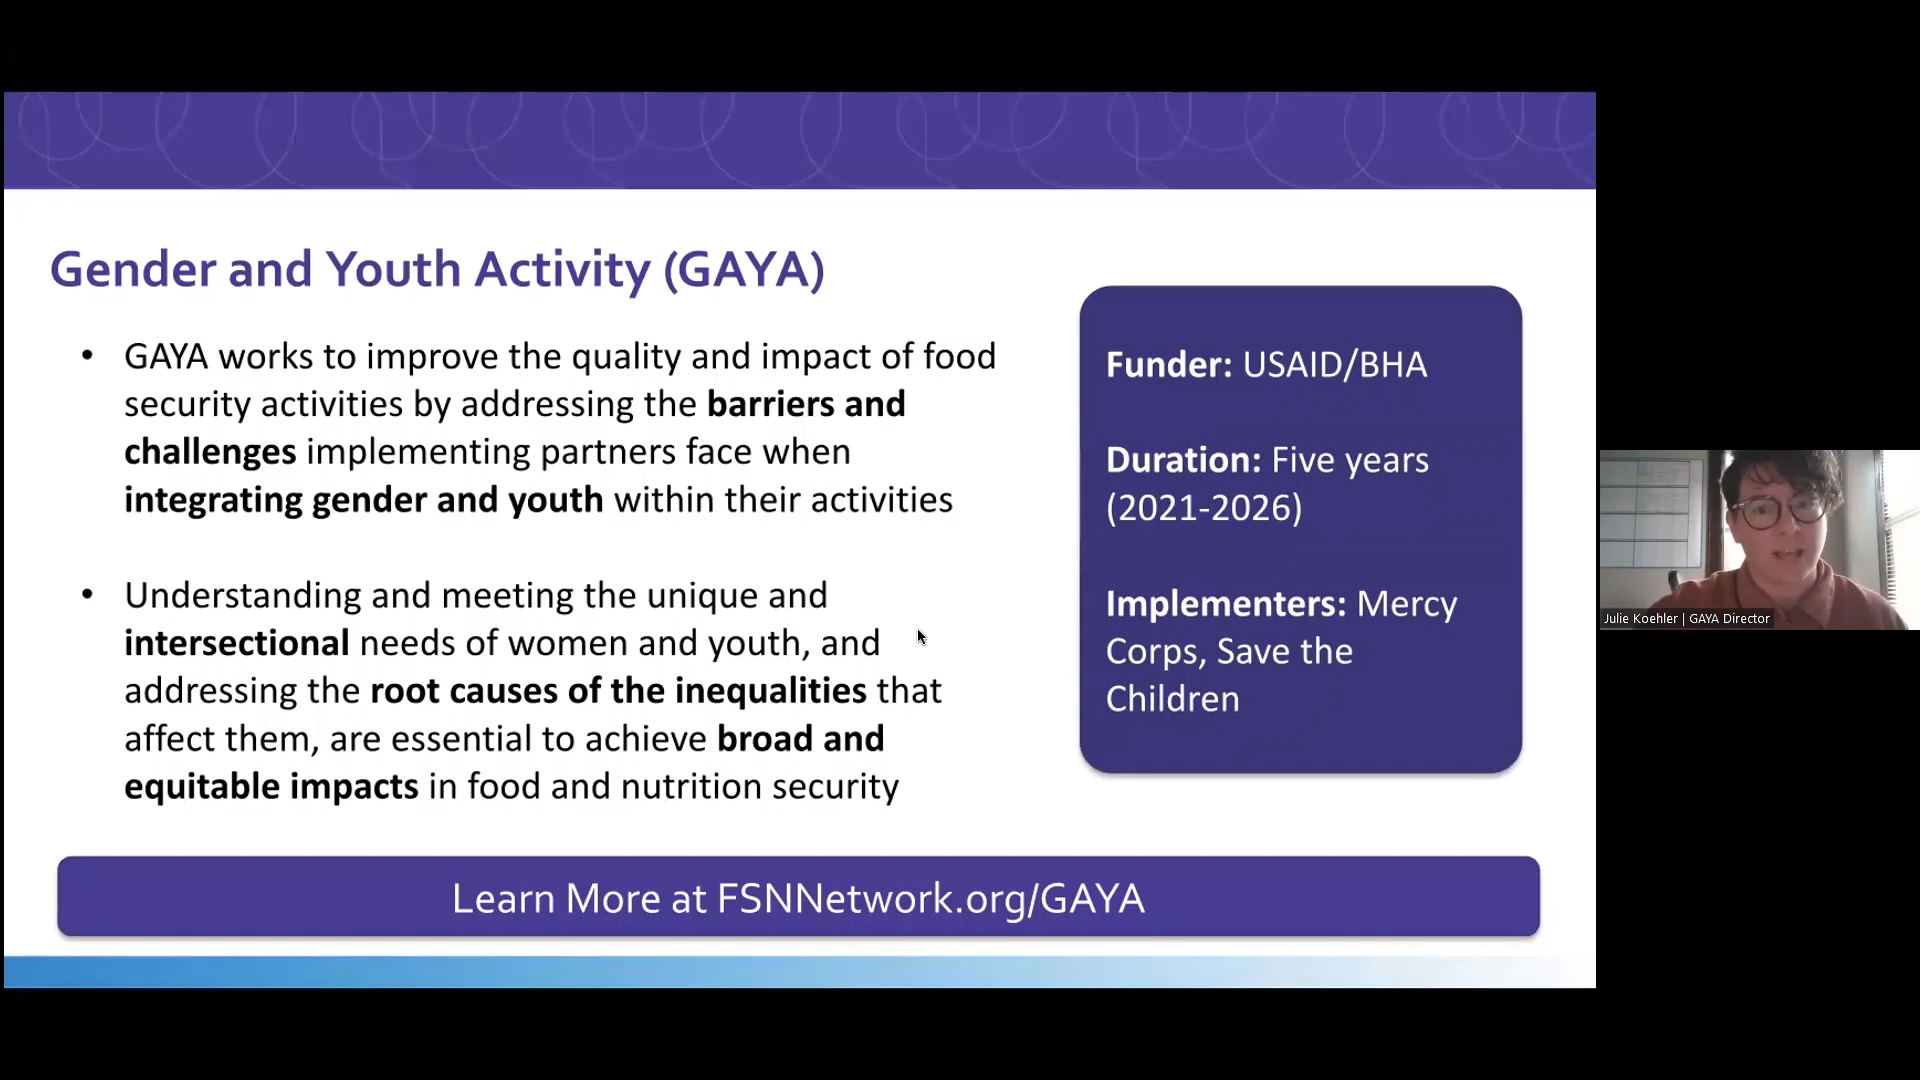 Gender and Youth Activity (GAYA)
• GAYA works to improve the quality and impact of food
security activities by addressing the barriers and
challenges implementing partners face when
integrating gender and youth within their activities
• Understanding and meeting the unique and
intersectional needs of women and youth, and
addressing the root causes of the inequalities that
affect them, are essential to achieve broad and
equitable impacts in food and nutrition security
Funder: USAID/BHA
Duration: Five years
(2021-2026)
Implementers: Mercy
Corps, Save the
Children
Learn More at FSNNetwork.org/GAYA
Julie Koehler | GAYA Director